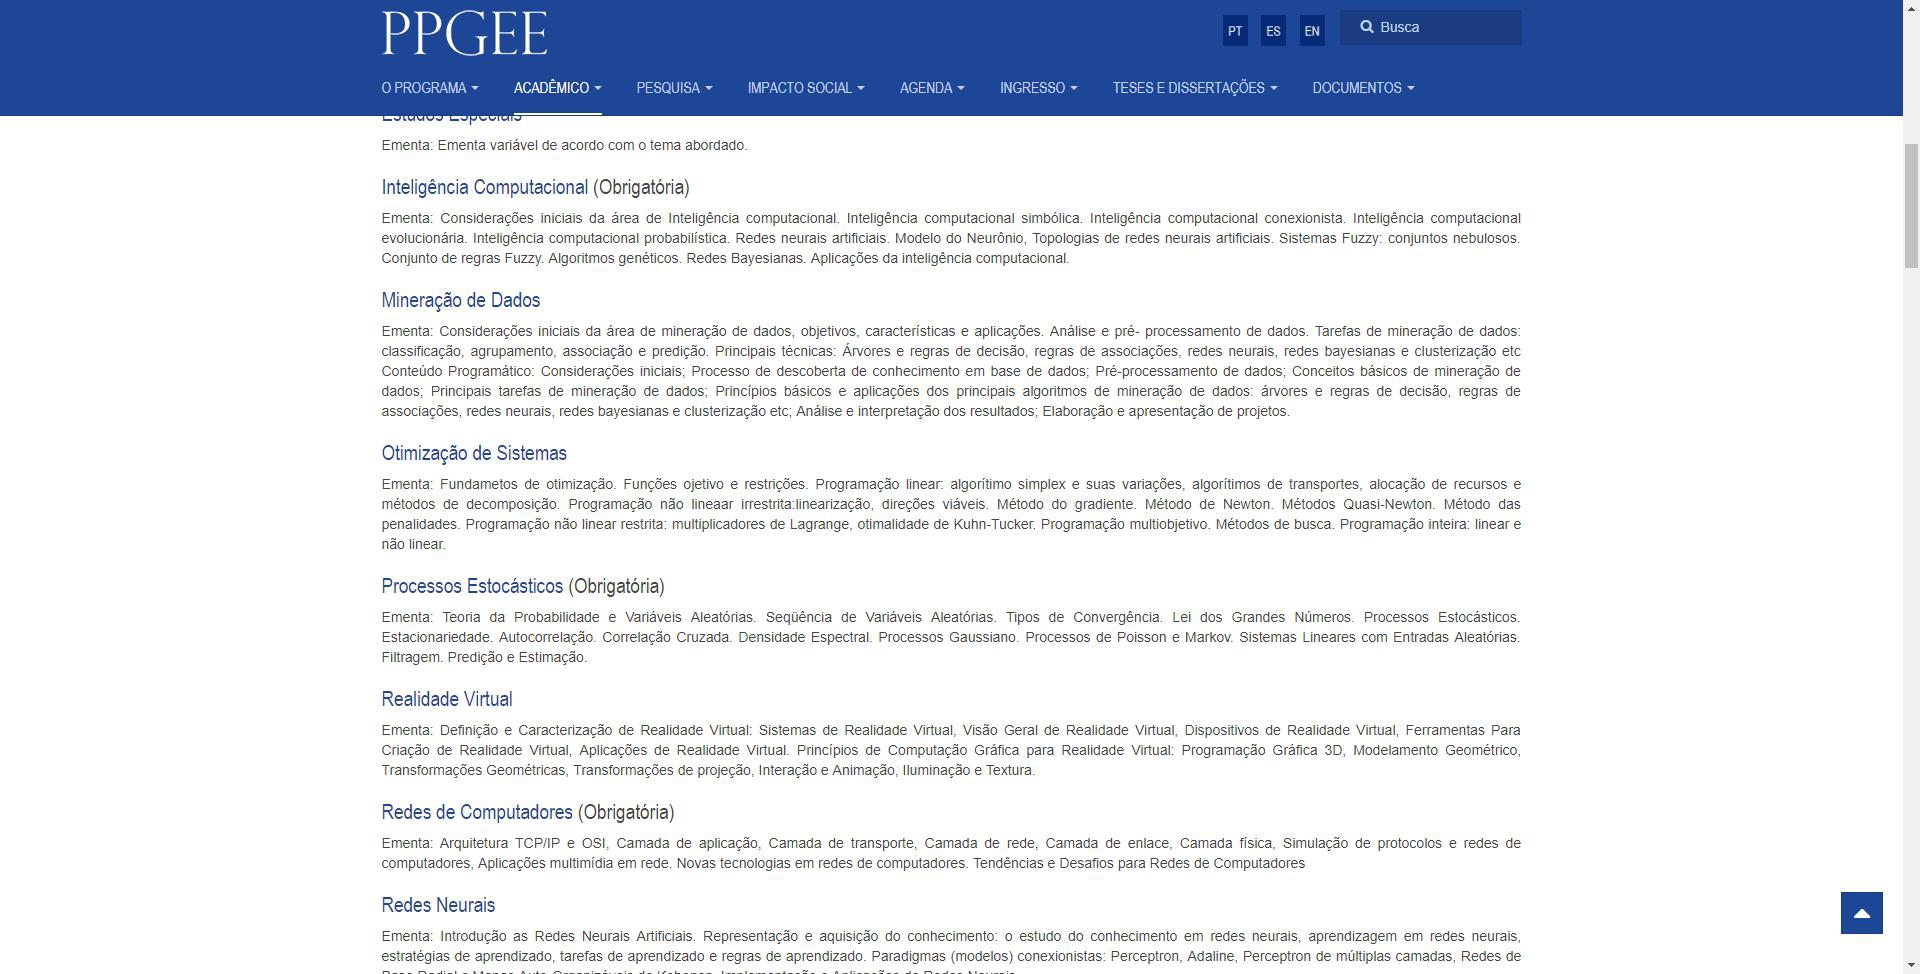 PPGEE
PT ES EN Busca
O PROGRAMA ACADÊMICO PESQUISA IMPACTO SOCIAL AGENDA INGRESSO TESES E DISSERTAÇÕES DOCUMENTOS
Estudos Especiais
Ementa: Ementa variável de acordo com o tema abordado.
Inteligência Computacional (Obrigatória)
Ementa: Considerações iniciais da área de Inteligência computacional. Inteligência computacional simbólica. Inteligência computacional conexionista. Inteligência computacional
evolucionária. Inteligência computacional probabilística. Redes neurais artificiais. Modelo do Neurônio, Topologias de redes neurais artificiais. Sistemas Fuzzy: conjuntos nebulosos.
Conjunto de regras Fuzzy. Algoritmos genéticos. Redes Bayesianas. Aplicações da inteligência computacional.
Mineração de Dados
Ementa: Considerações iniciais da área de mineração de dados, objetivos, características e aplicações. Análise e pré- processamento de dados. Tarefas de mineração de dados:
classificação, agrupamento, associação e predição. Principais técnicas: Árvores e regras de decisão, regras de associações, redes neurais, redes bayesianas e clusterização etc
Conteúdo Programático: Considerações iniciais; Processo de descoberta de conhecimento em base de dados; Pré-processamento de dados; Conceitos básicos de mineração de
dados; Principais tarefas de mineração de dados; Princípios básicos e aplicações dos principais algoritmos de mineração de dados: árvores e regras de decisão, regras de
associações, redes neurais, redes bayesianas e clusterização etc; Análise e interpretação dos resultados; Elaboração e apresentação de projetos.
Otimização de Sistemas
Ementa: Fundametos de otimização. Funções ojetivo e restrições. Programação linear: algorítimo simplex e suas variações, algorítimos de transportes, alocação de recursos e
métodos de decomposição. Programação não lineaar irrestrita:linearização, direções viáveis. Método do gradiente. Método de Newton. Métodos Quasi-Newton. Método das
penalidades. Programação não linear restrita: multiplicadores de Lagrange, otimalidade de Kuhn-Tucker. Programação multiobjetivo. Métodos de busca. Programação inteira: linear e
não linear.
Processos Estocásticos (Obrigatória)
Ementa: Teoria da Probabilidade e Variáveis Aleatórias. Seqüência de Variáveis Aleatórias. Tipos de Convergência. Lei dos Grandes Números. Processos Estocásticos.
Estacionariedade. Autocorrelação. Correlação Cruzada. Densidade Espectral. Processos Gaussiano. Processos de Poisson e Markov. Sistemas Lineares com Entradas Aleatórias.
Filtragem. Predição e Estimação.
Realidade Virtual
Ementa: Definição e Caracterização de Realidade Virtual: Sistemas de Realidade Virtual, Visão Geral de Realidade Virtual, Dispositivos de Realidade Virtual, Ferramentas Para
Criação de Realidade Virtual, Aplicações de Realidade Virtual. Princípios de Computação Gráfica para Realidade Virtual: Programação Gráfica 3D, Modelamento Geométrico,
Transformações Geométricas, Transformações de projeção, Interação e Animação, Iluminação e Textura.
Redes de Computadores (Obrigatória)
Ementa: Arquitetura TCP/IP e OSI, Camada de aplicação, Camada de transporte, Camada de rede, Camada de enlace, Camada física, Simulação de protocolos e redes de
computadores, Aplicações multimídia em rede. Novas tecnologias em redes de computadores. Tendências e Desafios para Redes de Computadores
Redes Neurais
Ementa: Introdução as Redes Neurais Artificiais. Representação e aquisição do conhecimento: o estudo do conhecimento em redes neurais, aprendizagem em redes neurais,
estratégias de aprendizado, tarefas de aprendizado e regras de aprendizado. Paradigmas (modelos) conexionistas: Perceptron, Adaline, Perceptron de múltiplas camadas, Redes de